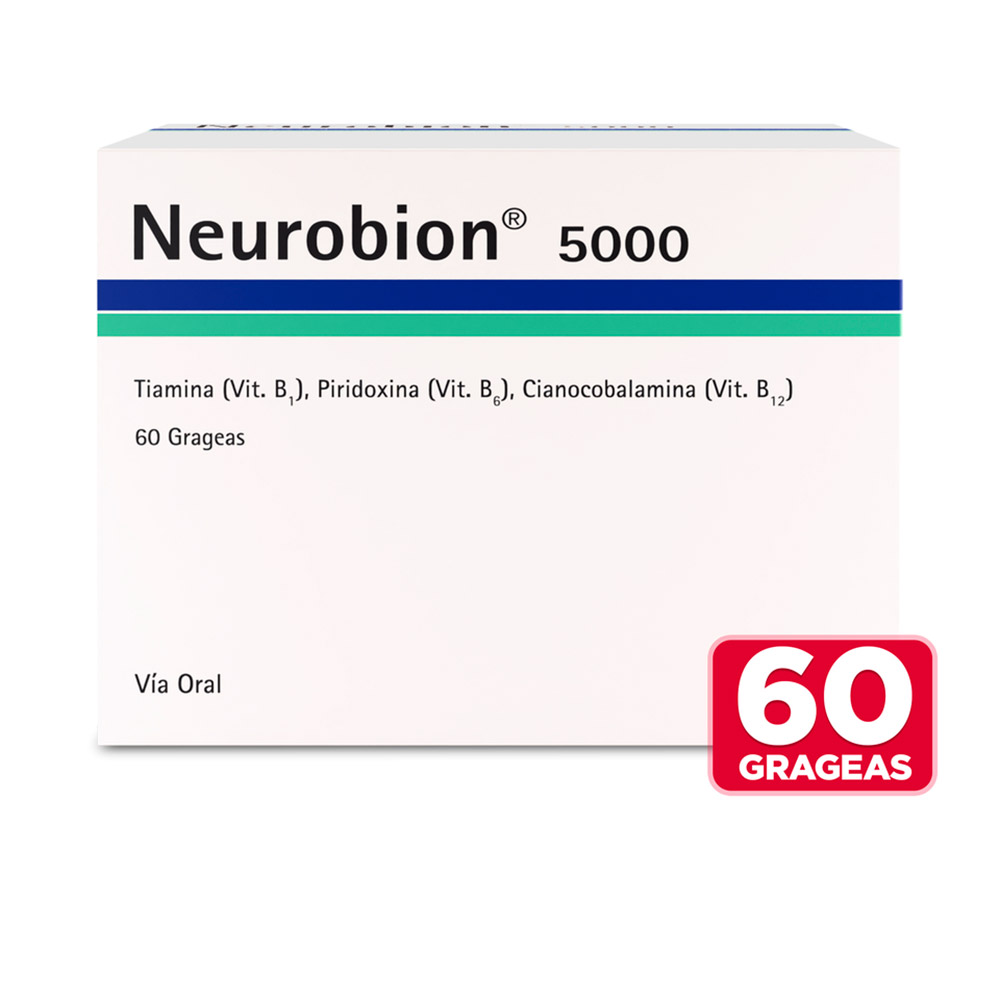 Neurobion® 5000
Tiamina (Vit. B₁), Piridoxina (Vit. B₆), Cianocobalamina (Vit. B₁₂)
60 Grageas
Vía Oral
60
GRAGEAS